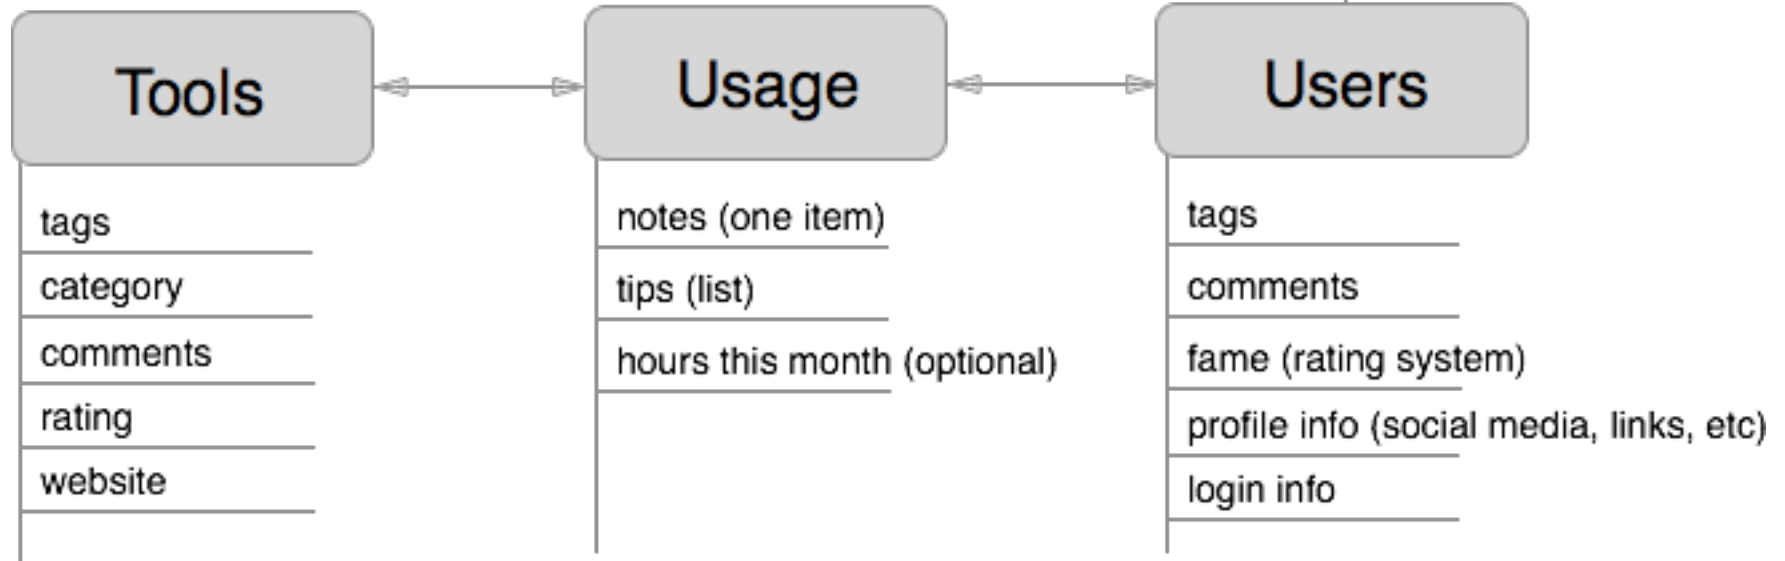 Tools
tags
category
comments
rating
website
Usage
notes (one item)
tips (list)
hours this month (optional)
Users
tags
comments
fame (rating system)
profile info (social media, links, etc)
login info